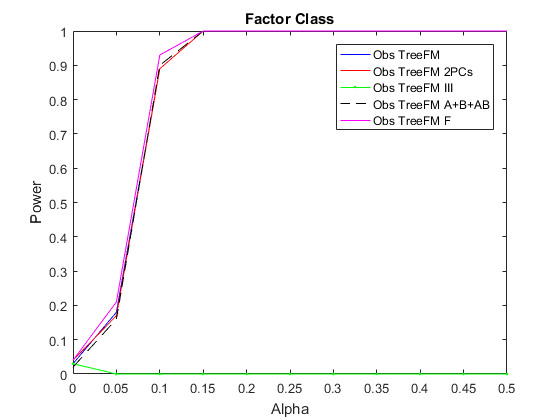 Factor Class
1
0.9
0.8
0.7
0.6
0.5
0.4
0.3
0.2
0.1
0
Power
Obs TreeFM
Obs TreeFM 2PCs
Obs TreeFM III
Obs TreeFM A+B+AB
Obs TreeFM F
0 0.05 0.1 0.15 0.2 0.25 0.3 0.35 0.4 0.45 0.5
Alpha